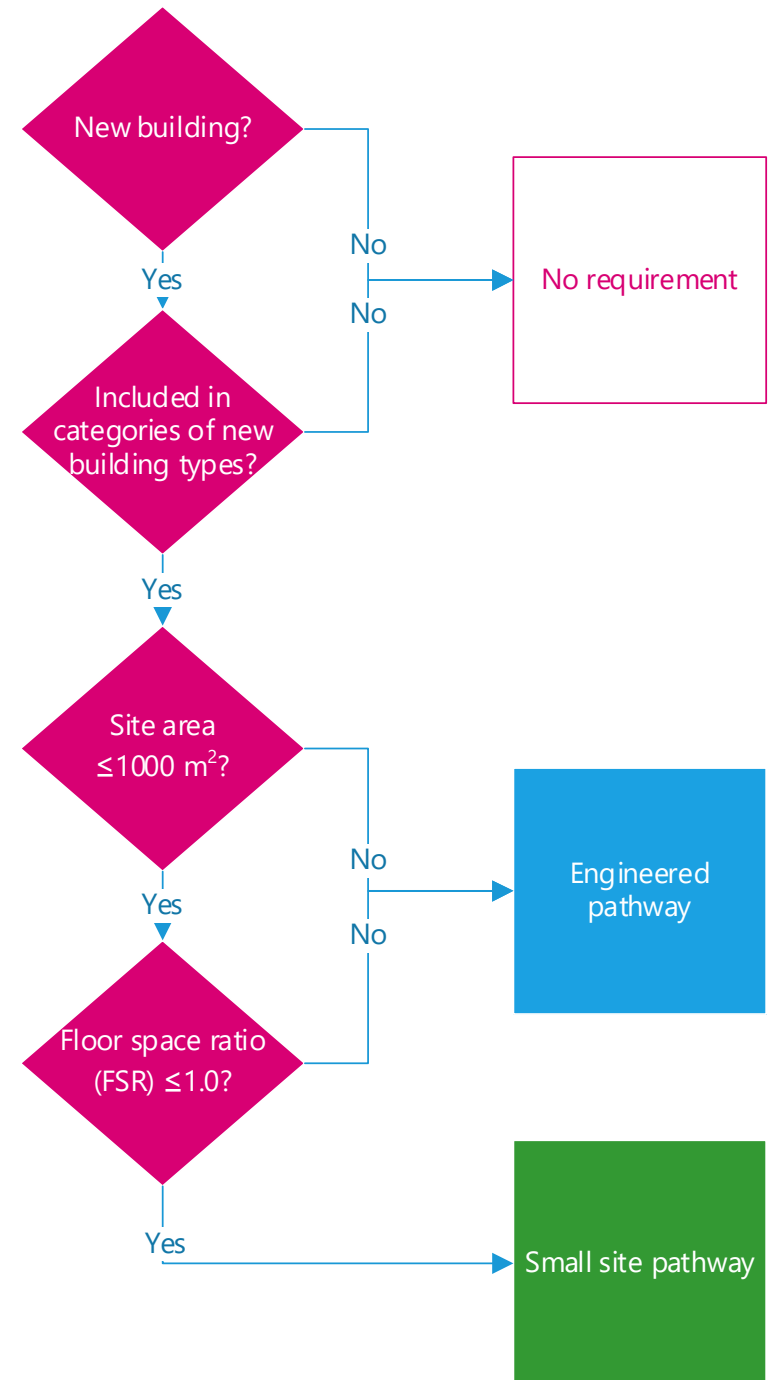 New building?
No
No requirement
Yes
No
Included in
categories of new
building types?
Yes
Site area
≤1000 m²?
No
Engineered
pathway
Yes
No
Floor space ratio
(FSR) ≤1.0?
Yes
Small site pathway